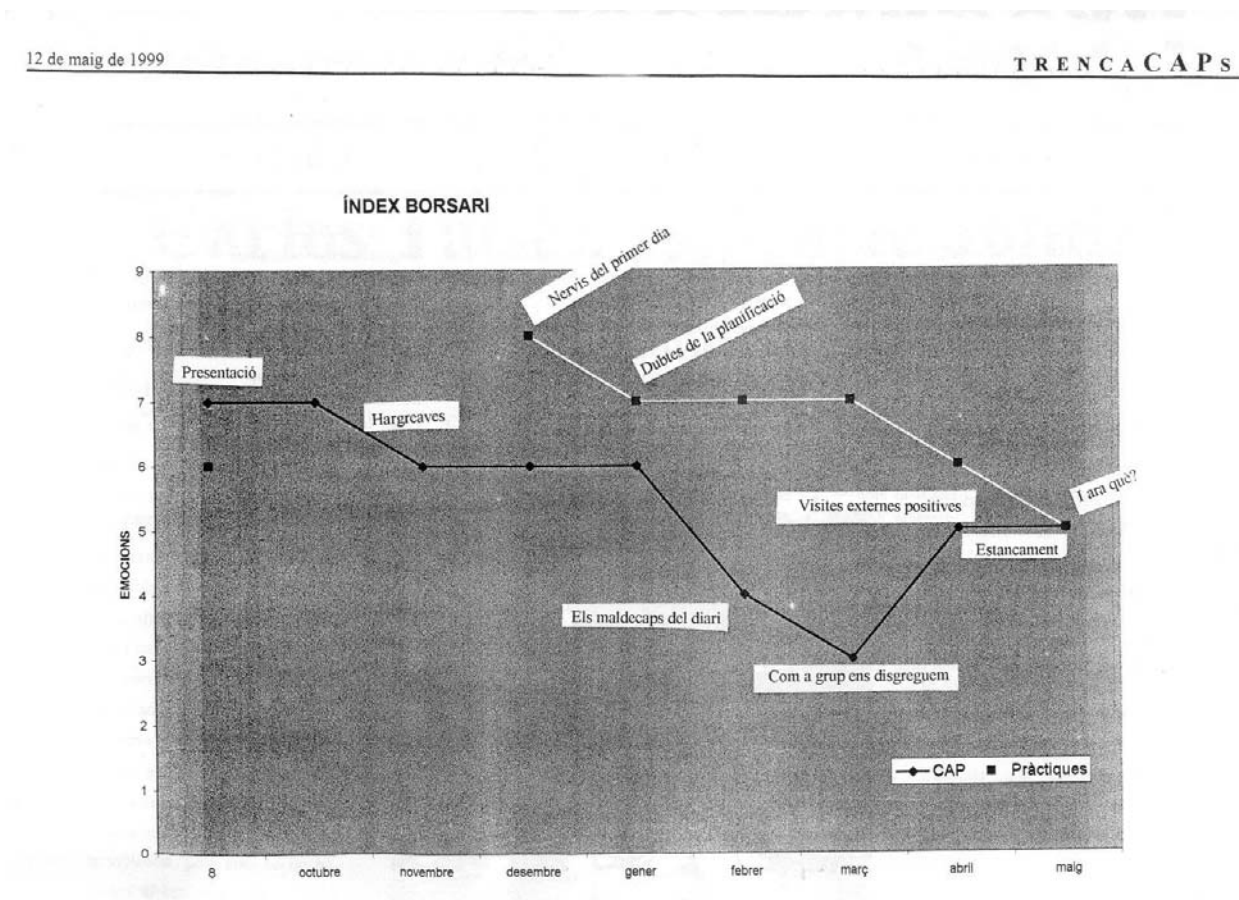 12 de maig de 1999
TRENCACAPS
ÍNDEX BORSARI
9
8
7
6
5
4
3
2
1
0
EMOCIONS
Nervis del primer dia
Dubtes de la planificació
Presentació
Hargreaves
I ara què?
Visites externes positives
Estancament
Els maldecaps del diari
Com a grup ens disgreguem
CAP
Pràctiques
8
octubre
novembre
desembre
gener
febrer
març
abril
maig